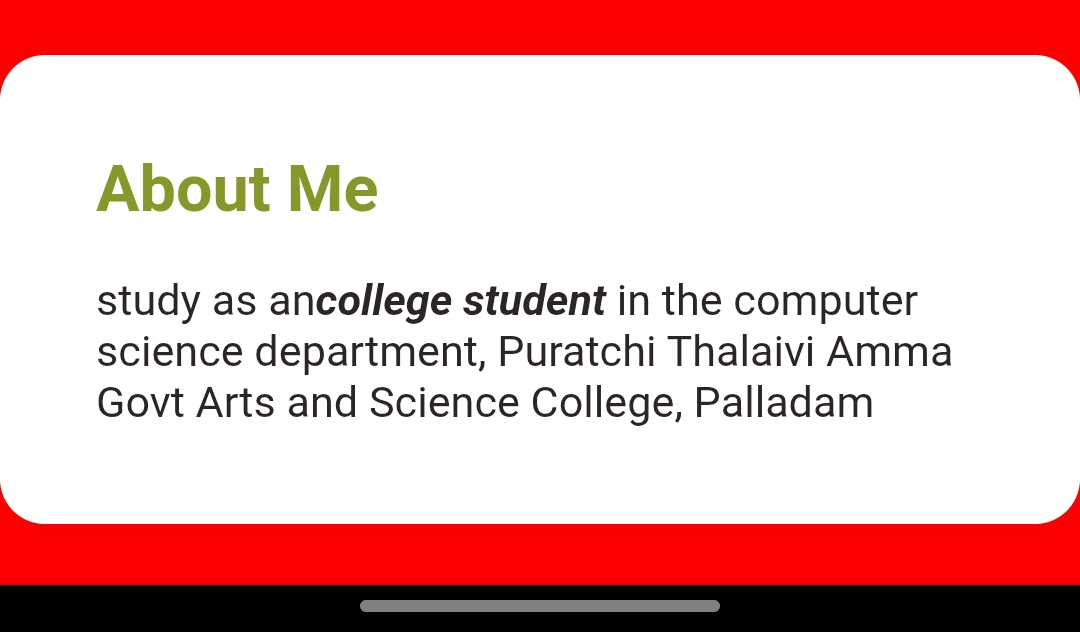 About Me
study as ancollege student in the computer
science department, Puratchi Thalaivi Amma
Govt Arts and Science College, Palladam